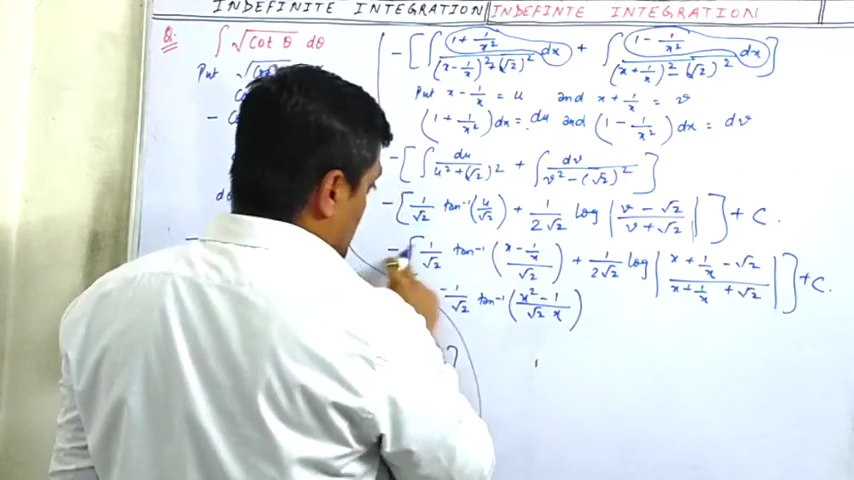 INDEFINITE INTEGRATION
INDEFINTE INTEGRATION
Q. ∫ √(Cot θ) dθ
Put
- [ ∫ (1 + 1/x²) dx / ((x - 1/x)² + (√2)²) + ∫ (1 - 1/x²) dx / ((x + 1/x)² - (√2)²) ]
Put x - 1/x = u and x + 1/x = v
(1 + 1/x²) dx = du and (1 - 1/x²) dx = dv
- [ ∫ du / (u² + (√2)²) + ∫ dv / (v² - (√2)²) ]
- [ 1/√2 tan⁻¹ (u/√2) + 1/(2√2) log | (v - √2) / (v + √2) | ] + C.
- [ 1/√2 tan⁻¹ ((x - 1/x) / √2) + 1/(2√2) log | (x + 1/x - √2) / (x + 1/x + √2) | ] + C.
- 1/√2 tan⁻¹ ((x² - 1) / (√2 x))